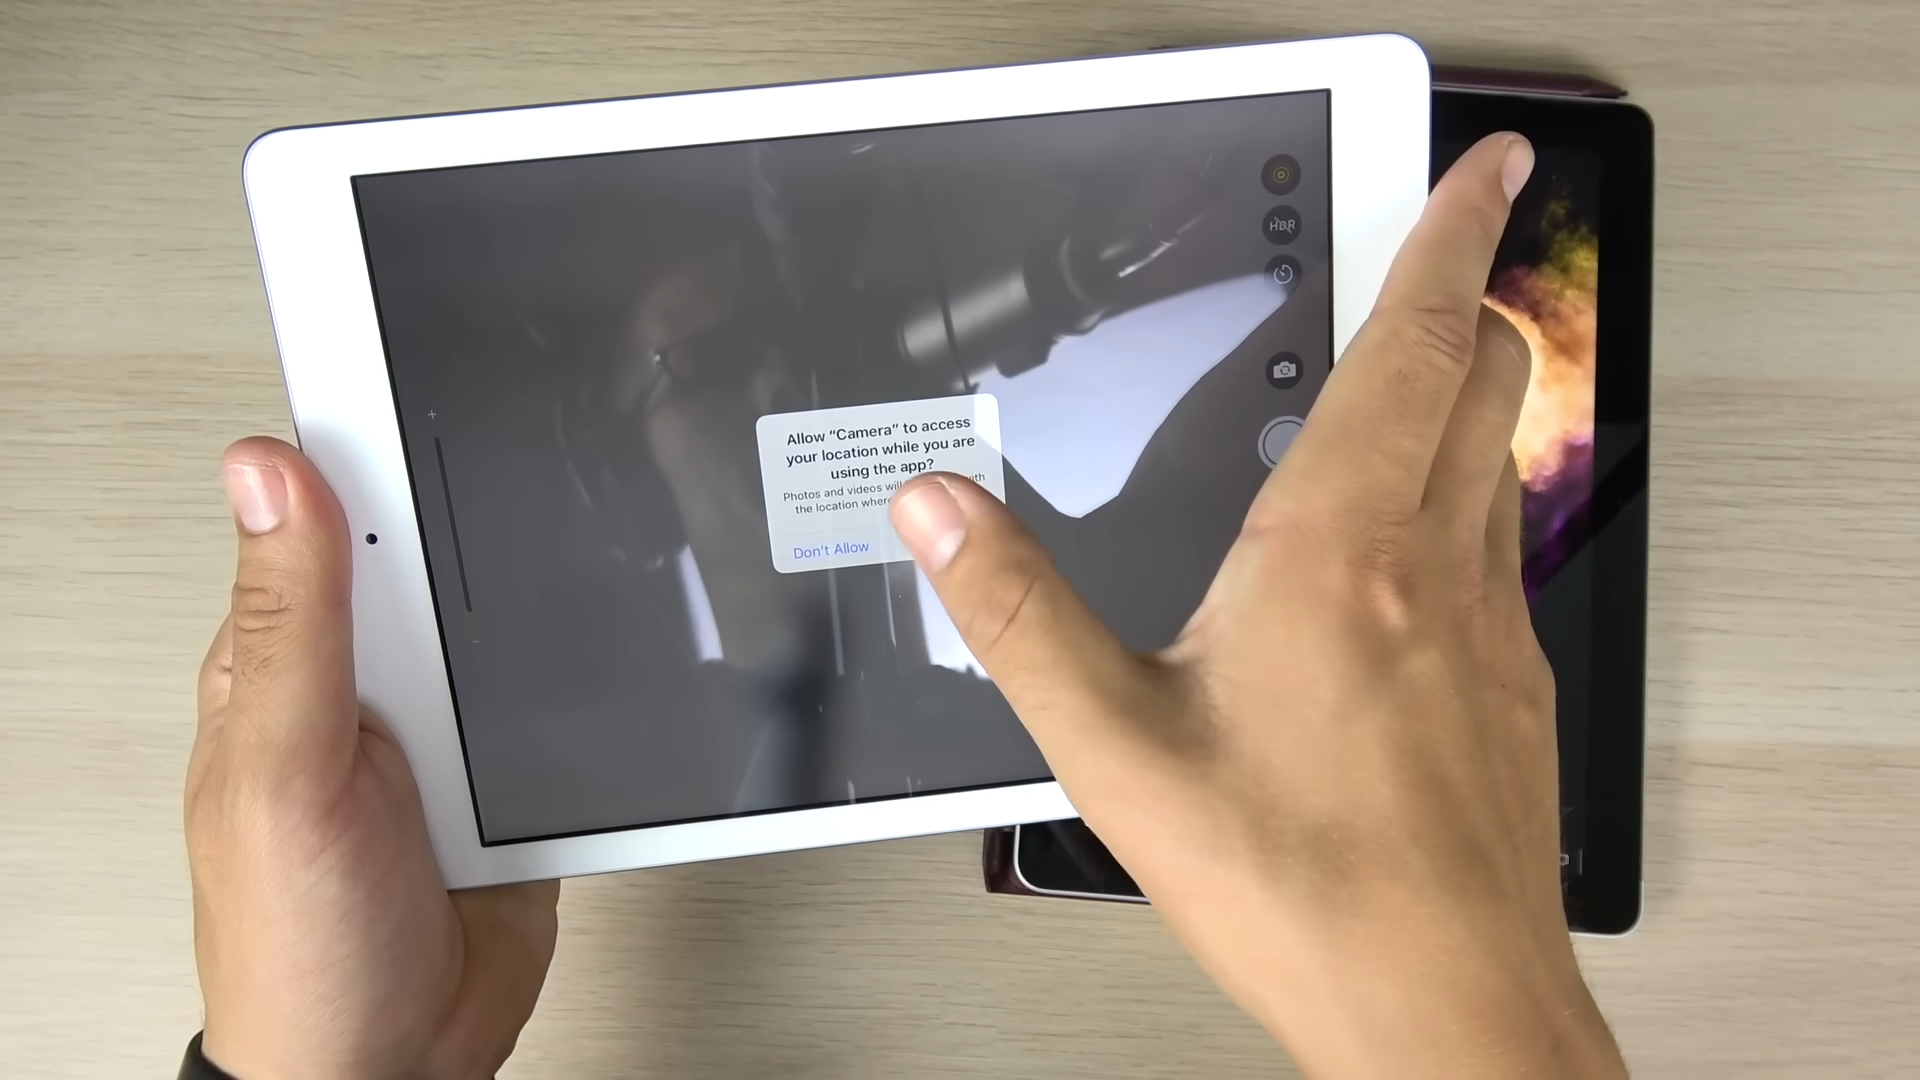 HDR
Allow “Camera” to access
your location while you are
using the app?
Photos and videos will with
the location where
Don’t Allow